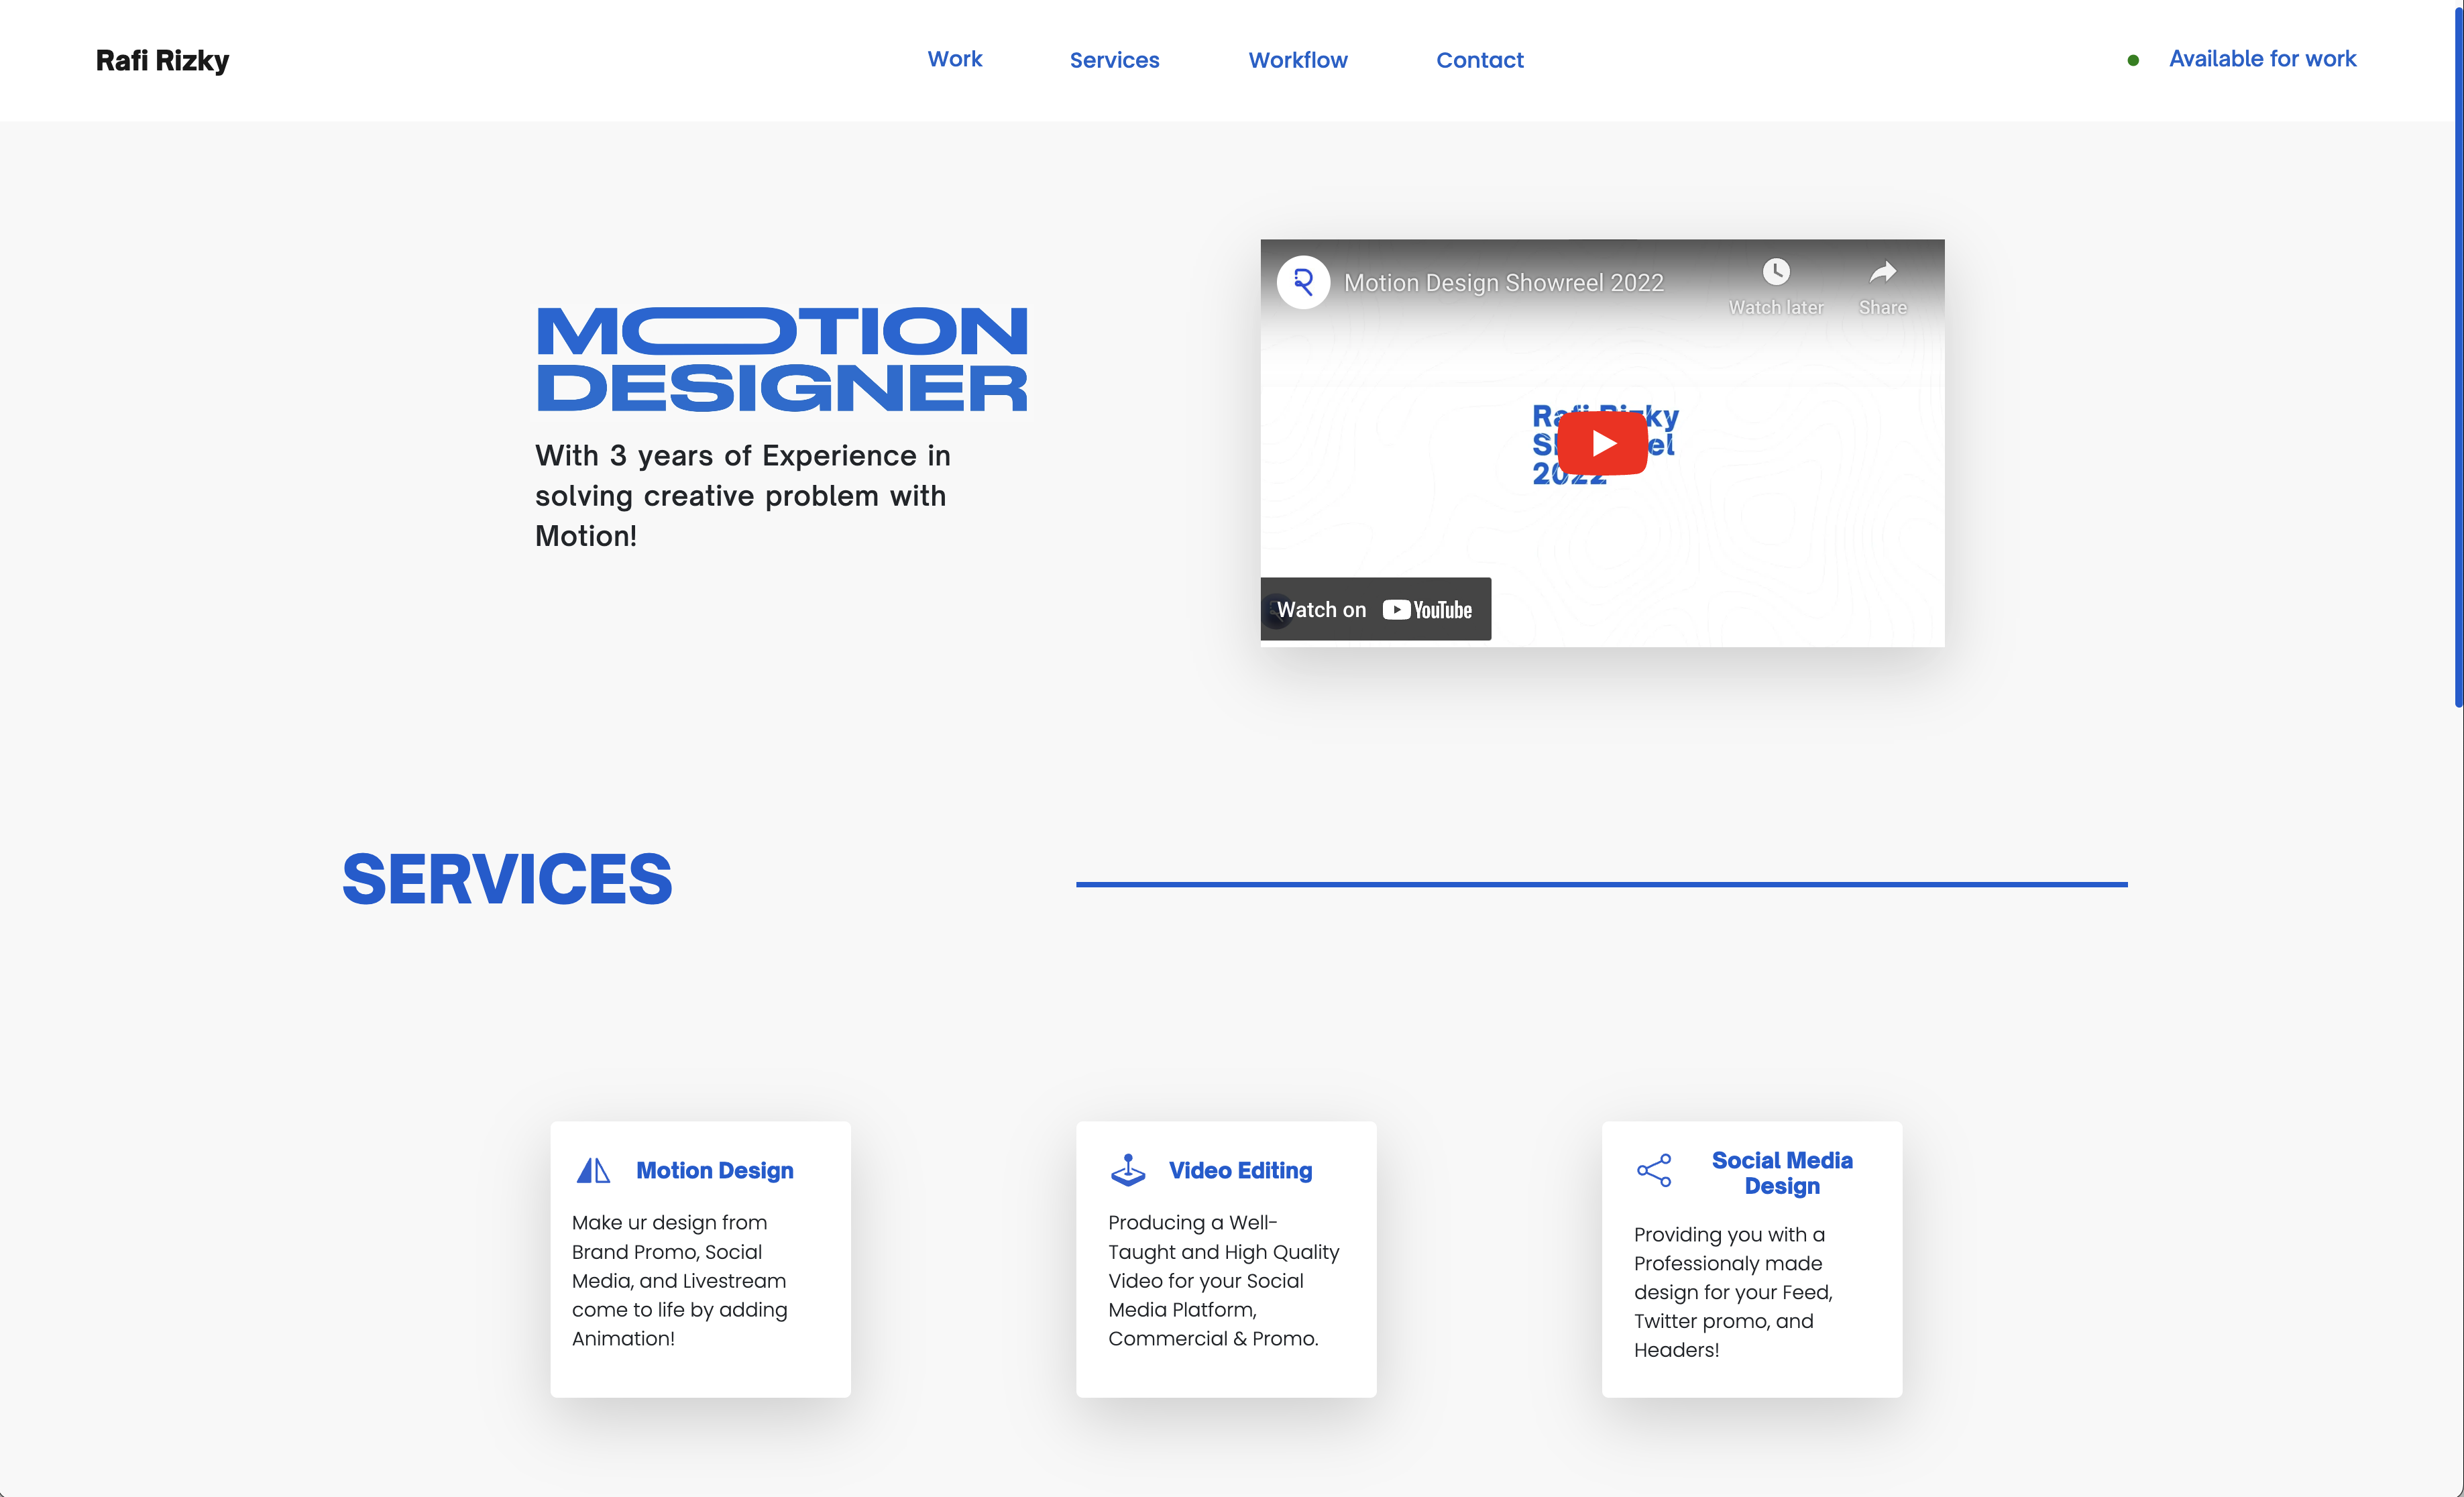 Rafi Rizky
Work
Services
Workflow
Contact
Available for work
MOTION
DESIGNER
With 3 years of Experience in
solving creative problem with
Motion!
Motion Design Showreel 2022
Watch later
Share
Rafi Rizky
2022
Watch on YouTube
SERVICES
Motion Design
Make ur design from
Brand Promo, Social
Media, and Livestream
come to life by adding
Animation!
Video Editing
Producing a Well-
Taught and High Quality
Video for your Social
Media Platform,
Commercial & Promo.
Social Media
Design
Providing you with a
Professionaly made
design for your Feed,
Twitter promo, and
Headers!